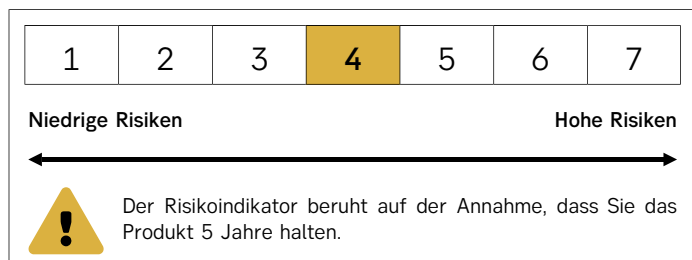 1 2 3 4 5 6 7
Niedrige Risiken Hohe Risiken
Der Risikoindikator beruht auf der Annahme, dass Sie das
Produkt 5 Jahre halten.